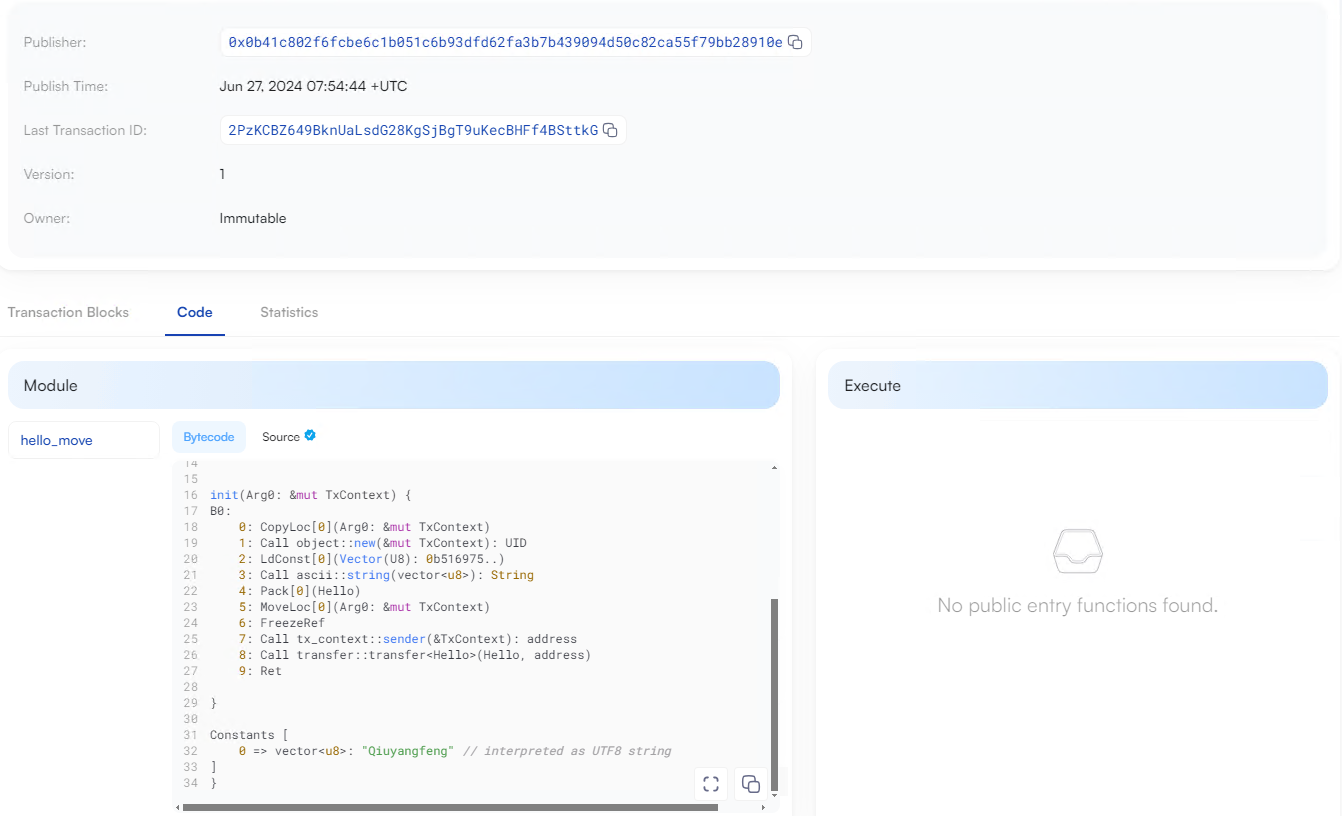 Publisher: 0x0b41c802f6fcbe6c1b051c6b93dfd62fa3b7b439094d50c82ca55f79bb28910e
Publish Time: Jun 27, 2024 07:54:44 +UTC
Last Transaction ID: 2PzKCBZ649BknUaLsdG28KgSjBgT9uKecBHFf4BSttkG
Version: 1
Owner: Immutable
Transaction Blocks Code Statistics
Module
hello_move
Bytecode Source
14
15
16 init(Arg0: &mut TxContext) {
17 B0:
18     0: CopyLoc[0](Arg0: &mut TxContext)
19     1: Call object::new(&mut TxContext): UID
20     2: LdConst[0](Vector(U8): 0b516975..)
21     3: Call ascii::string(vector<u8>): String
22     4: Pack[0](Hello)
23     5: MoveLoc[0](Arg0: &mut TxContext)
24     6: FreezeRef
25     7: Call tx_context::sender(&TxContext): address
26     8: Call transfer::transfer<Hello>(Hello, address)
27     9: Ret
28
29 }
30
31 Constants [
32     0 => vector<u8>: "Qiuyangfeng" // interpreted as UTF8 string
33 ]
34 }
Execute
No public entry functions found.